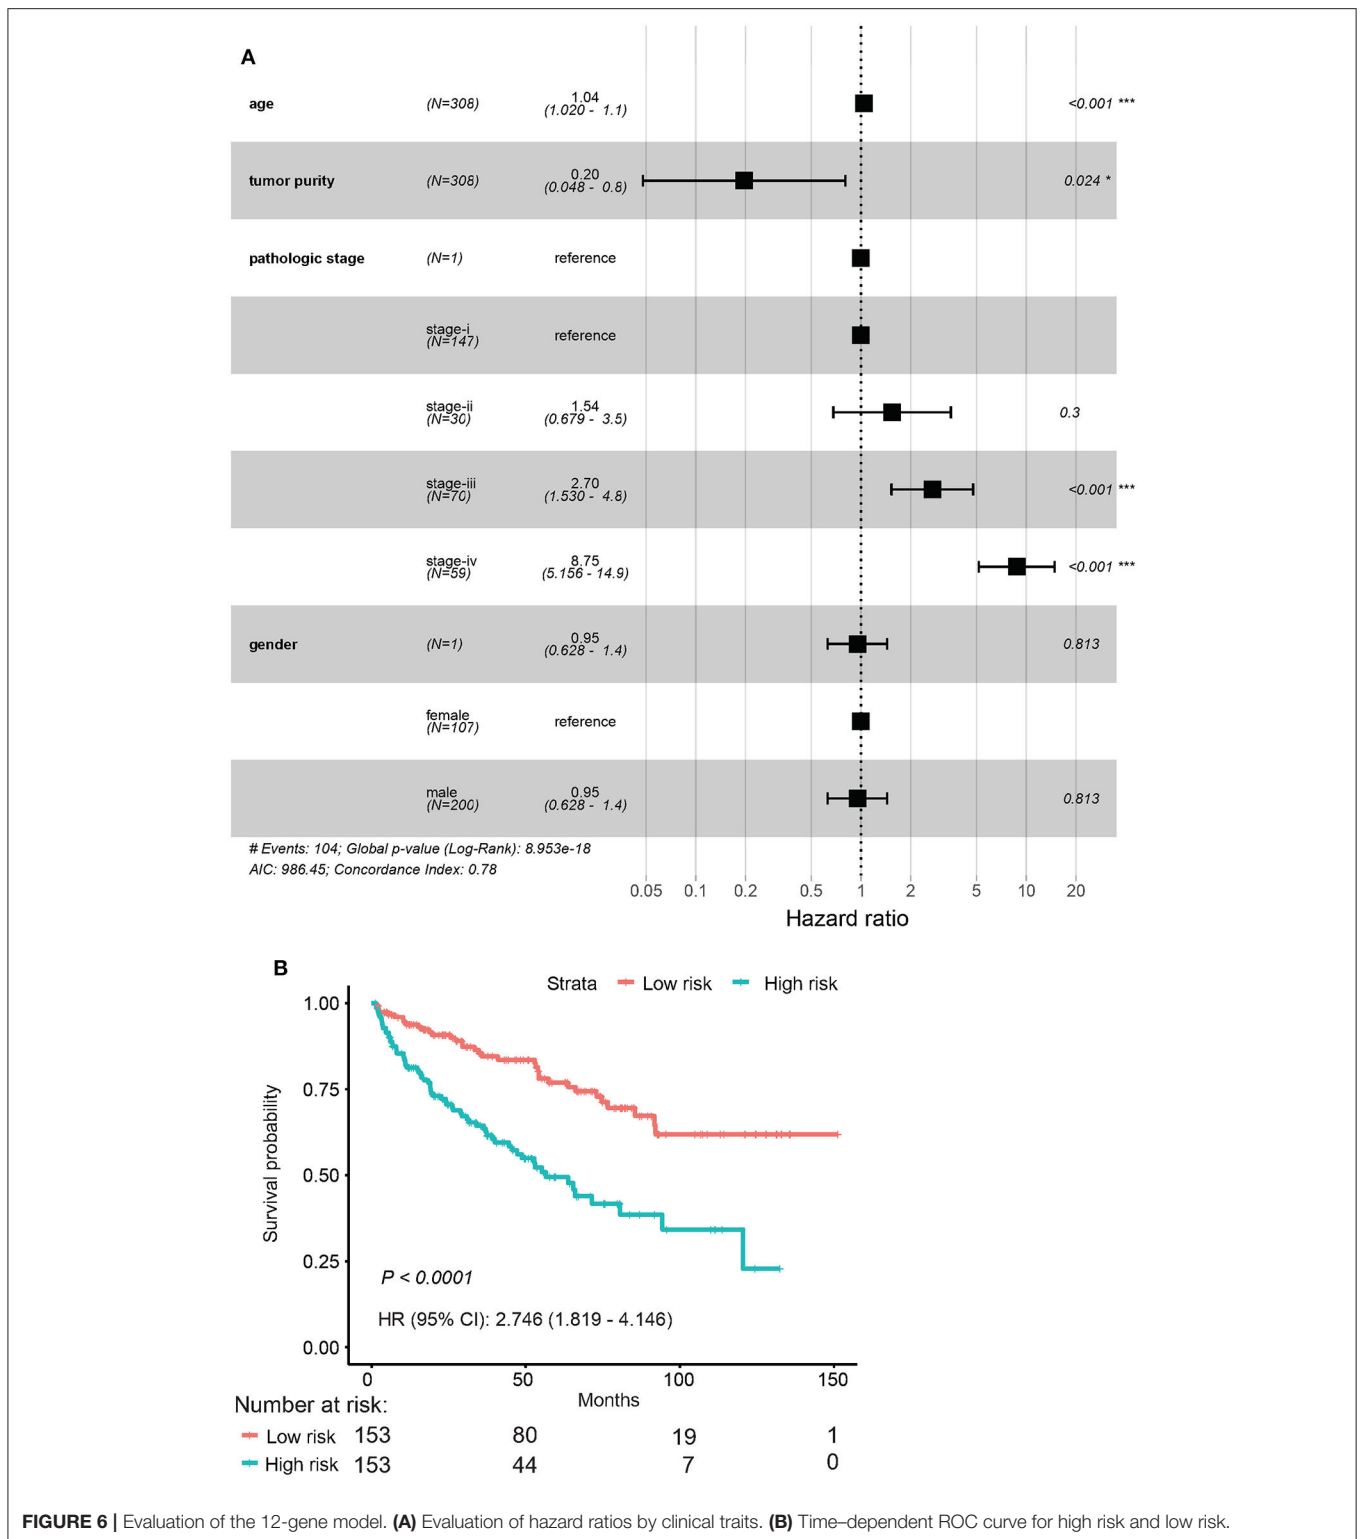 A
age (N=308) 1.04 <0.001 ***
(1.020 - 1.1)
tumor purity (N=308) 0.20 0.024 *
(0.048 - 0.8)
pathologic stage (N=1) reference
stage-i reference
(N=147)
stage-ii 1.54 0.3
(N=30) (0.679 - 3.5)
stage-iii 2.70 <0.001 ***
(N=70) (1.530 - 4.8)
stage-iv 8.75 <0.001 ***
(N=59) (5.156 - 14.9)
gender (N=1) 0.95 0.813
(0.628 - 1.4)
female reference
(N=107)
male 0.95 0.813
(N=200) (0.628 - 1.4)
# Events: 104; Global p-value (Log-Rank): 8.953e-18
AIC: 986.45; Concordance Index: 0.78
0.05 0.1 0.2 0.5 1 2 5 10 20
Hazard ratio
B
Strata Low risk High risk
1.00
0.75
0.50
0.25
0.00
Survival probability
P < 0.0001
HR (95% CI): 2.746 (1.819 - 4.146)
0 50 100 150
Months
Number at risk:
Low risk 153 80 19 1
High risk 153 44 7 0
FIGURE 6 | Evaluation of the 12-gene model. (A) Evaluation of hazard ratios by clinical traits. (B) Time–dependent ROC curve for high risk and low risk.